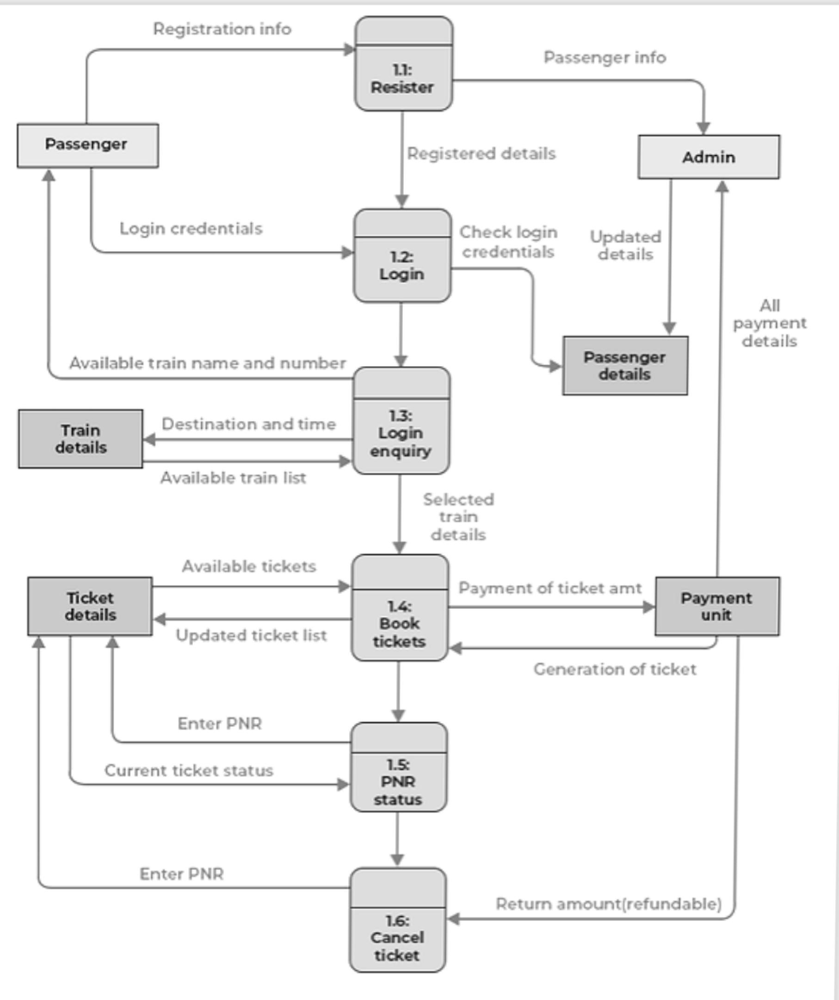 Registration info
Passenger info
1.1:
Resister
Passenger
Registered details
Admin
Login credentials
Check login
credentials
Updated
details
1.2:
Login
All
payment
details
Available train name and number
Passenger
details
Train
details
Destination and time
1.3:
Login
enquiry
Available train list
Selected
train
details
Available tickets
Ticket
details
Payment of ticket amt
Payment
unit
1.4:
Book
tickets
Updated ticket list
Generation of ticket
Enter PNR
Current ticket status
1.5:
PNR
status
Enter PNR
Return amount(refundable)
1.6:
Cancel
ticket